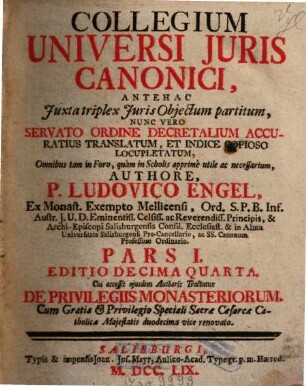 COLLEGIUM
UNIVERSI JURIS
CANONICI,
ANTEHAC
Juxta triplex Juris Objectum partitum,
NUNC VERO
SERVATO ORDINE DECRETALIUM ACCU-
RATIUS TRANSLATUM, ET INDICE COPIOSO
LOCUPLETATUM,
Omnibus tam in Foro, quàm in Scholis apprimè utile ac necessarium,
AUTHORE,
P. LUDOVICO ENGEL,
Ex Monast. Exempto Mellicensi, Ord. S.P.B. Inf.
Austr. J. U. D. Eminentiss. Celsiss. ac Reverendiss. Principis, &
Archi-Episcopi Salisburgensis Consil. Ecclesiast. & in Alma
Universitate Salisburgensi Pro-Cancellario, ac SS. Canonum
Professore Ordinario.
PARS I.
EDITIO DECIMA QUARTA.
Cui accessit ejusdem Authoris Tractatus
DE PRIVILEGIIS MONASTERIORUM.
Cum Gratia & Privilegio Speciali Sacræ Cæsareæ Ca-
tholicæ Majestatis duodecima vice renovato.
SALISBURGI,
Typis & impensis Joan. Jos. Mayr, Aulico-Acad. Typogr. p. m. Hæred.
M. DCC. LIX.